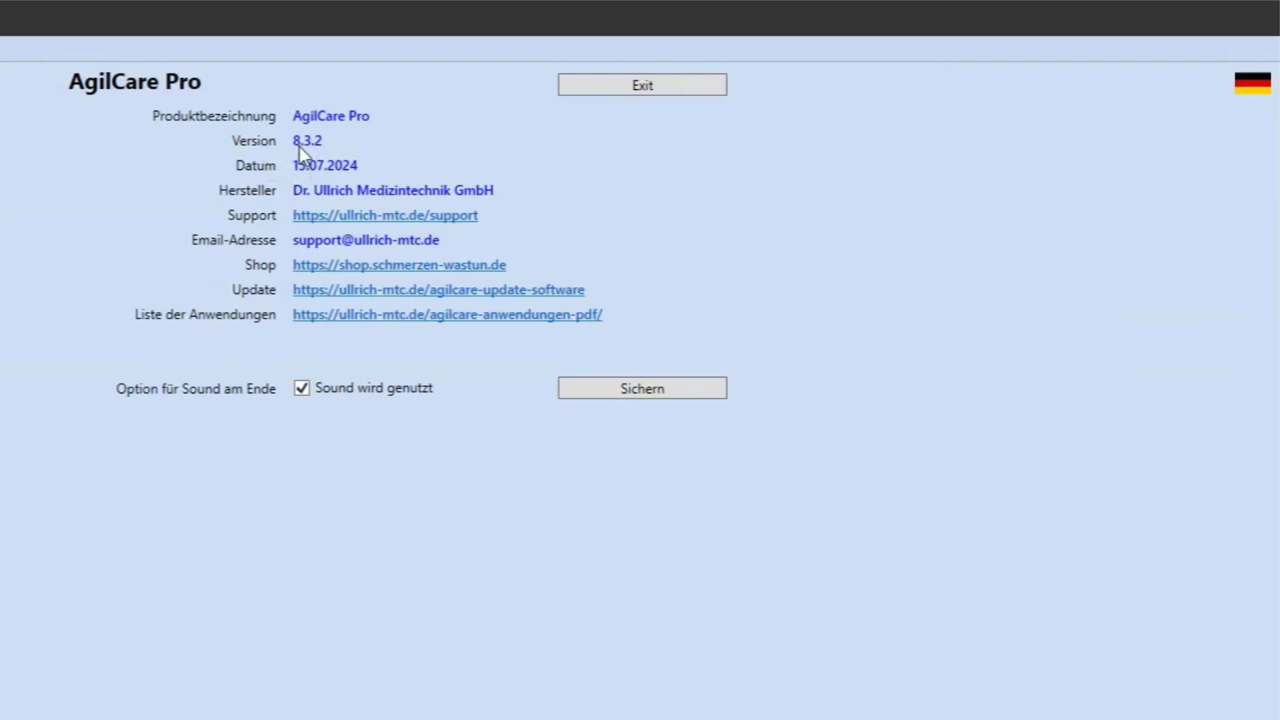 AgilCare Pro
Exit
Produktbezeichnung AgilCare Pro
Version 8.3.2
Datum 15.07.2024
Hersteller Dr. Ullrich Medizintechnik GmbH
Support https://ullrich-mtc.de/support
Email-Adresse support@ullrich-mtc.de
Shop https://shop.schmerzen-wastun.de
Update https://ullrich-mtc.de/agilcare-update-software
Liste der Anwendungen https://ullrich-mtc.de/agilcare-anwendungen-pdf/
Option für Sound am Ende Sound wird genutzt Sichern